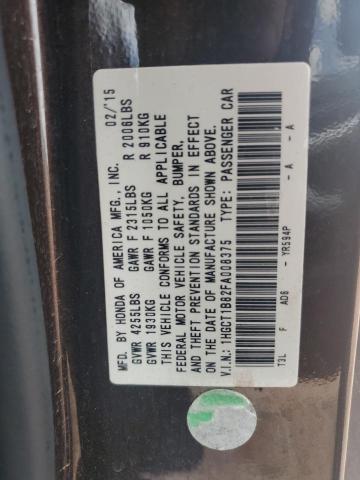 MFD. BY HONDA OF AMERICA MFG., INC. 02/15
GVWR 4255LBS GAWR F 2315LBS R 2006LBS
GVWR 1930KG GAWR F 1050KG R 910KG
THIS VEHICLE CONFORMS TO ALL APPLICABLE
FEDERAL MOTOR VEHICLE SAFETY, BUMPER,
AND THEFT PREVENTION STANDARDS IN EFFECT
ON THE DATE OF MANUFACTURE SHOWN ABOVE.
V.I.N.: 1HGCT1B82FA008375 TYPE: PASSENGER CAR
T3L F AD6 - YR594P - A - A